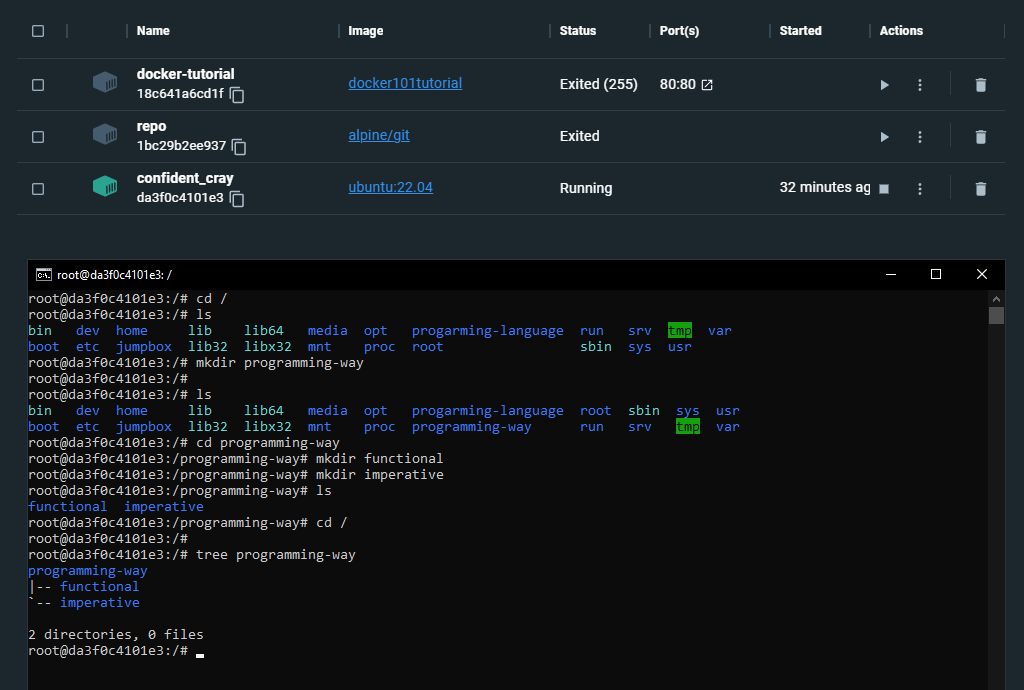 Name Image Status Port(s) Started Actions
docker-tutorial
18c641a6cd1f docker101tutorial Exited (255) 80:80
repo
1bc29b2ee937 alpine/git Exited
confident_cray
da3f0c4101e3 ubuntu:22.04 Running 32 minutes ag
root@da3f0c4101e3: /
root@da3f0c4101e3:/# cd /
root@da3f0c4101e3:/# ls
bin dev home lib lib64 media opt progarming-language run srv tmp var
boot etc jumpbox lib32 libx32 mnt proc root sbin sys usr
root@da3f0c4101e3:/# mkdir programming-way
root@da3f0c4101e3:/#
root@da3f0c4101e3:/# ls
bin dev home lib lib64 media opt progarming-language root sbin sys usr
boot etc jumpbox lib32 libx32 mnt proc programming-way run srv tmp var
root@da3f0c4101e3:/# cd programming-way
root@da3f0c4101e3:/programming-way# mkdir functional
root@da3f0c4101e3:/programming-way# mkdir imperative
root@da3f0c4101e3:/programming-way# ls
functional imperative
root@da3f0c4101e3:/programming-way# cd /
root@da3f0c4101e3:/#
root@da3f0c4101e3:/# tree programming-way
programming-way
|-- functional
`-- imperative
2 directories, 0 files
root@da3f0c4101e3:/#